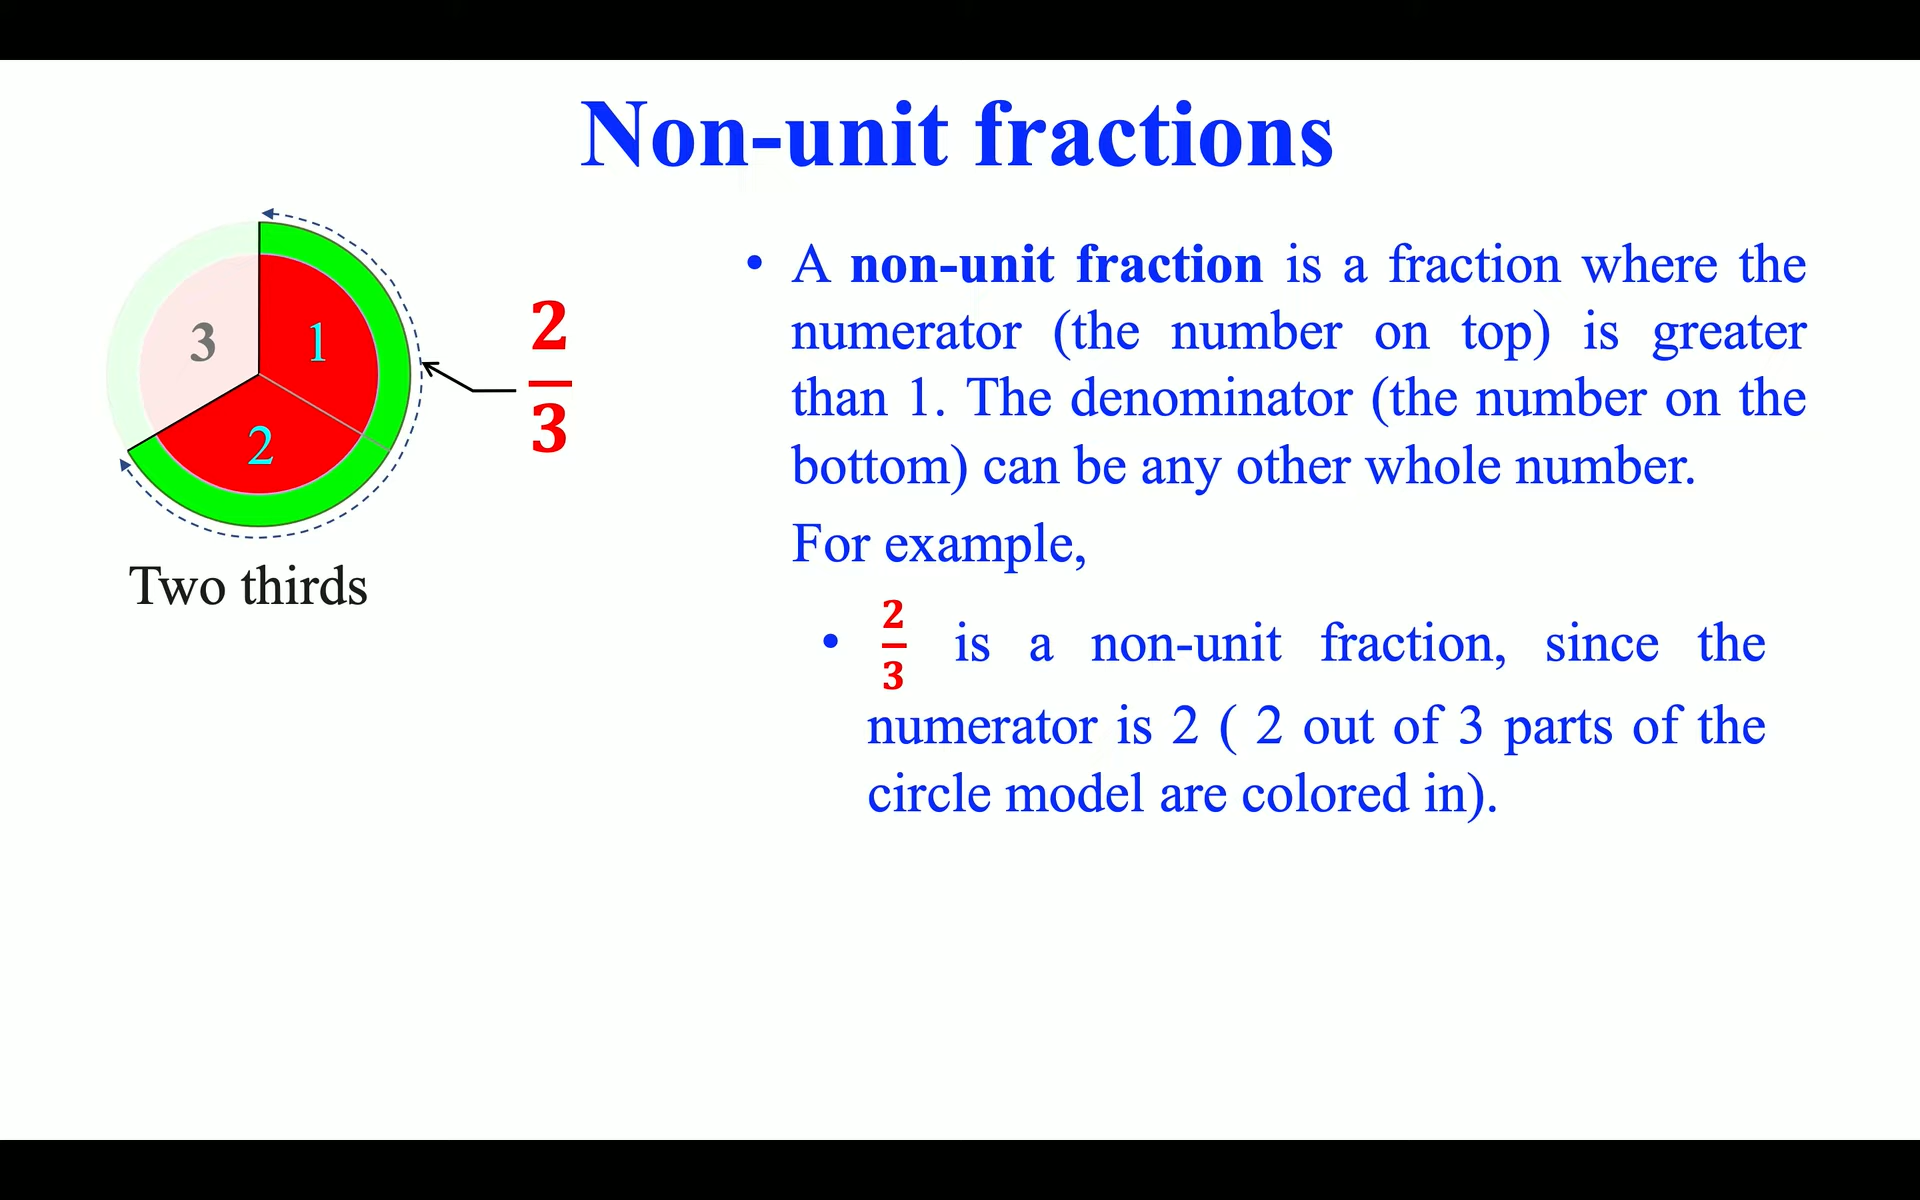 Non-unit fractions
3
1
2
2
3
Two thirds
• A non-unit fraction is a fraction where the
numerator (the number on top) is greater
than 1. The denominator (the number on the
bottom) can be any other whole number.
For example,
• 2/3 is a non-unit fraction, since the
numerator is 2 ( 2 out of 3 parts of the
circle model are colored in).